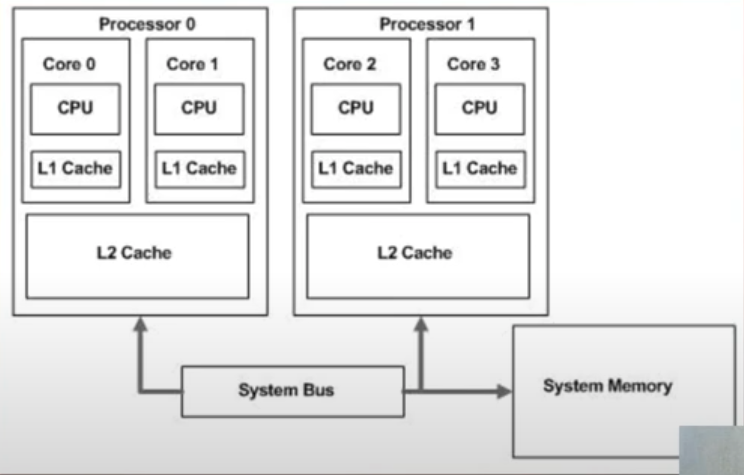 Processor 0
Core 0
CPU
L1 Cache
Core 1
CPU
L1 Cache
L2 Cache
Processor 1
Core 2
CPU
L1 Cache
Core 3
CPU
L1 Cache
L2 Cache
System Bus
System Memory